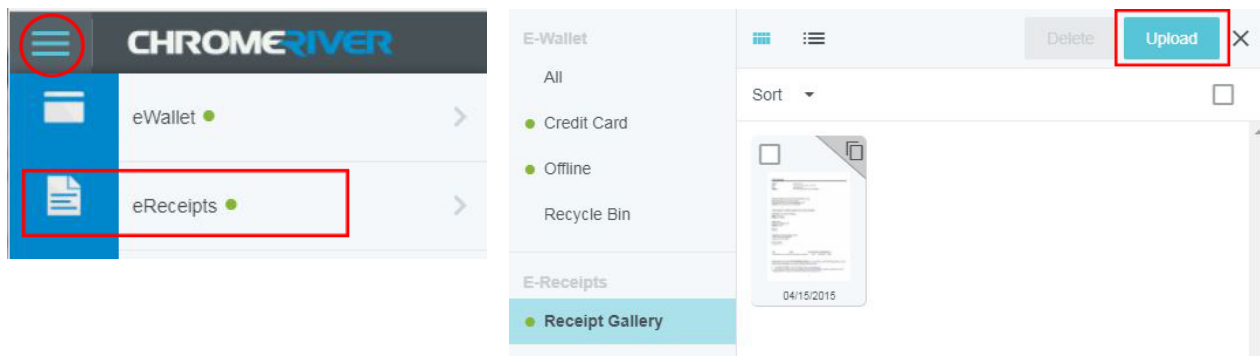 CHROMERIVER
eWallet
eReceipts
E-Wallet
All
Credit Card
Offline
Recycle Bin
E-Receipts
Receipt Gallery
Delete
Upload
Sort
04/15/2015